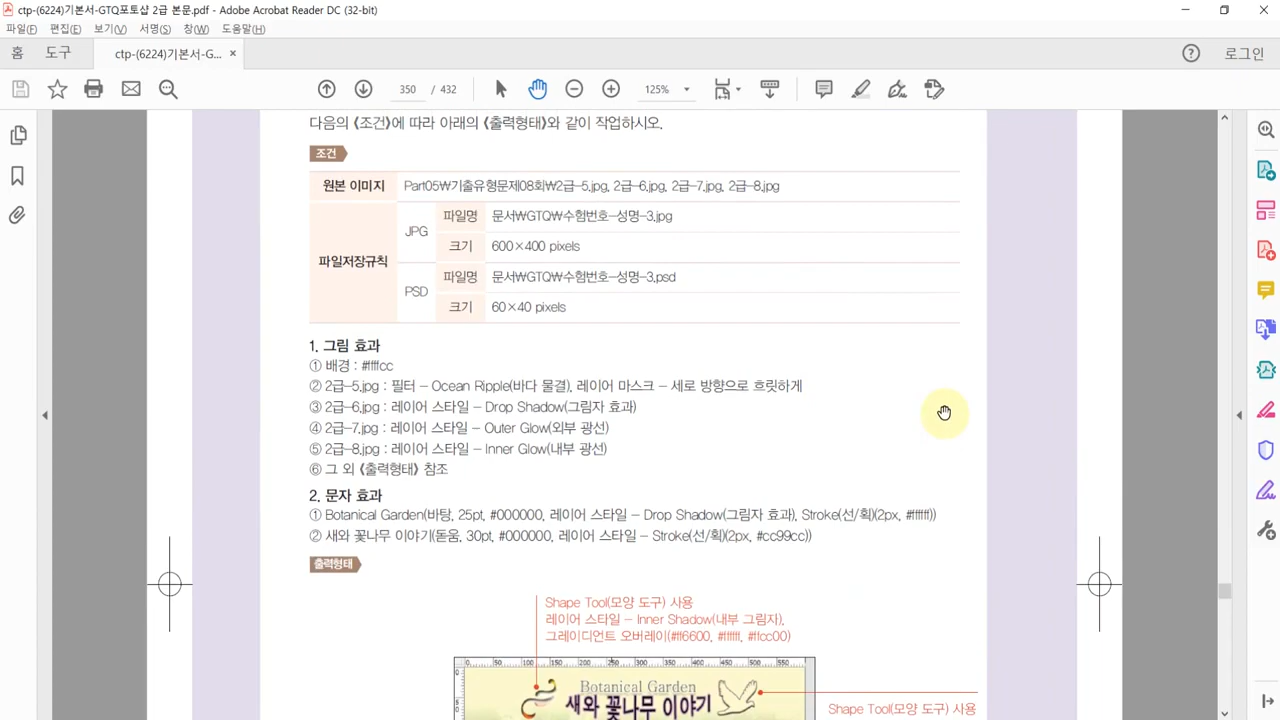 ctp-(6224)기본서-GTQ포토샵 2급 본문.pdf - Adobe Acrobat Reader DC (32-bit)
파일(F) 편집(E) 보기(V) 서명(S) 창(W) 도움말(H)
홈 도구 ctp-(6224)기본서-G... × 로그인
350 / 432 125%
다음의 《조건》에 따라 아래의 《출력형태》와 같이 작업하시오.
조건
원본 이미지 Part05₩기출유형문제08회₩2급-5.jpg, 2급-6.jpg, 2급-7.jpg, 2급-8.jpg
파일저장규칙 JPG 파일명 문서₩GTQ₩수험번호-성명-3.jpg
크기 600×400 pixels
PSD 파일명 문서₩GTQ₩수험번호-성명-3.psd
크기 60×40 pixels
1. 그림 효과
① 배경 : #ffffcc
② 2급-5.jpg : 필터 - Ocean Ripple(바다 물결), 레이어 마스크 - 세로 방향으로 흐릿하게
③ 2급-6.jpg : 레이어 스타일 - Drop Shadow(그림자 효과)
④ 2급-7.jpg : 레이어 스타일 - Outer Glow(외부 광선)
⑤ 2급-8.jpg : 레이어 스타일 - Inner Glow(내부 광선)
⑥ 그 외 《출력형태》 참조
2. 문자 효과
① Botanical Garden(바탕, 25pt, #000000, 레이어 스타일 - Drop Shadow(그림자 효과), Stroke(선/획)(2px, #ffffff))
② 새와 꽃나무 이야기(돋움, 30pt, #000000, 레이어 스타일 - Stroke(선/획)(2px, #cc99cc))
출력형태
Shape Tool(모양 도구) 사용
레이어 스타일 - Inner Shadow(내부 그림자),
그레이디언트 오버레이(#ff6600, #ffffff, #ffcc00)
0 50 100 150 200 250 300 350 400 450 500 550
Botanical Garden
새와 꽃나무 이야기
Shape Tool(모양 도구) 사용